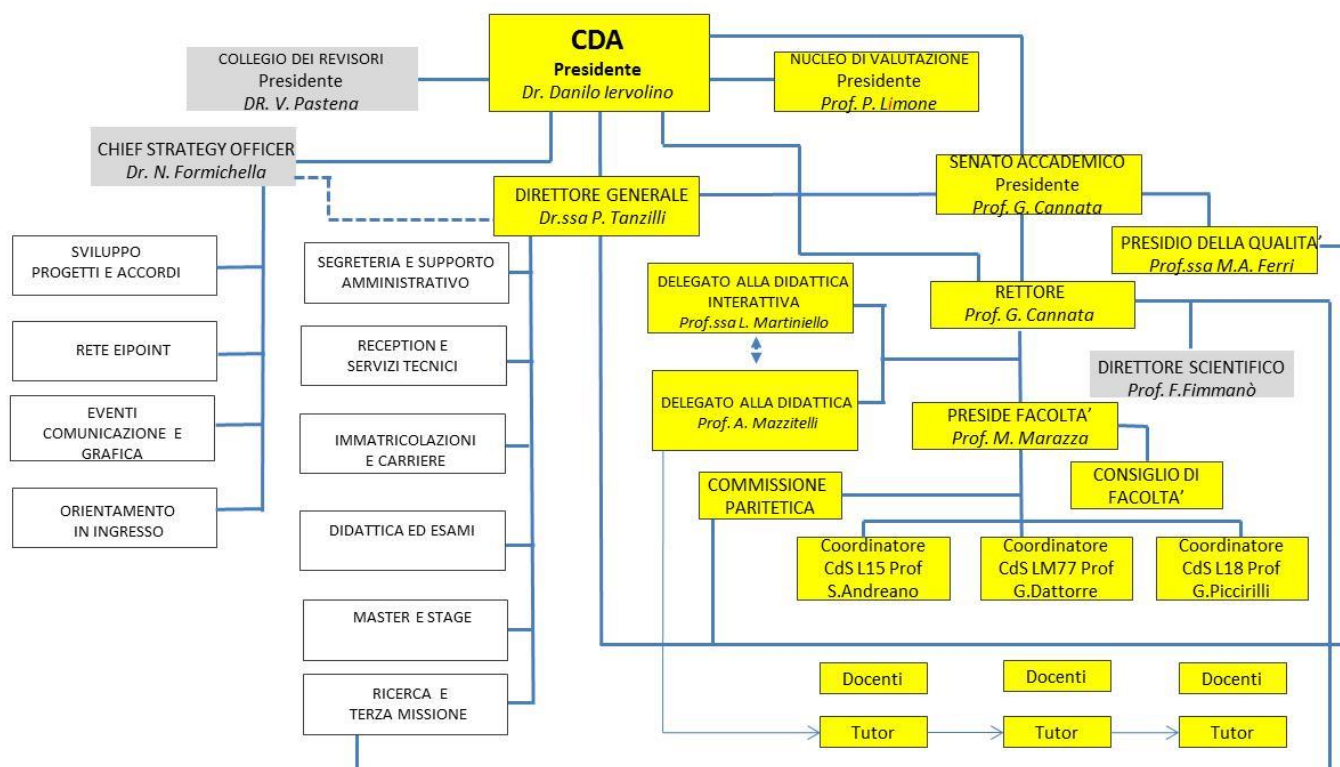 CDA
Presidente
Dr. Danilo Iervolino
COLLEGIO DEI REVISORI
Presidente
DR. V. Pastena
NUCLEO DI VALUTAZIONE
Presidente
Prof. P. Limone
CHIEF STRATEGY OFFICER
Dr. N. Formichella
DIRETTORE GENERALE
Dr.ssa P. Tanzilli
SENATO ACCADEMICO
Presidente
Prof. G. Cannata
PRESIDIO DELLA QUALITA’
Prof.ssa M.A. Ferri
SVILUPPO
PROGETTI E ACCORDI
RETE EIPOINT
EVENTI
COMUNICAZIONE E
GRAFICA
ORIENTAMENTO
IN INGRESSO
SEGRETERIA E SUPPORTO
AMMINISTRATIVO
RECEPTION E
SERVIZI TECNICI
IMMATRICOLAZIONI
E CARRIERE
DIDATTICA ED ESAMI
MASTER E STAGE
RICERCA E
TERZA MISSIONE
DELEGATO ALLA DIDATTICA
INTERATTIVA
Prof.ssa L. Martiniello
DELEGATO ALLA DIDATTICA
Prof. A. Mazzitelli
RETTORE
Prof. G. Cannata
DIRETTORE SCIENTIFICO
Prof. F.Fimmanò
PRESIDE FACOLTA’
Prof. M. Marazza
CONSIGLIO DI
FACOLTA’
COMMISSIONE
PARITETICA
Coordinatore
CdS L15 Prof
S.Andreano
Coordinatore
CdS LM77 Prof
G.Dattorre
Coordinatore
CdS L18 Prof
G.Piccirilli
Docenti
Docenti
Docenti
Tutor
Tutor
Tutor